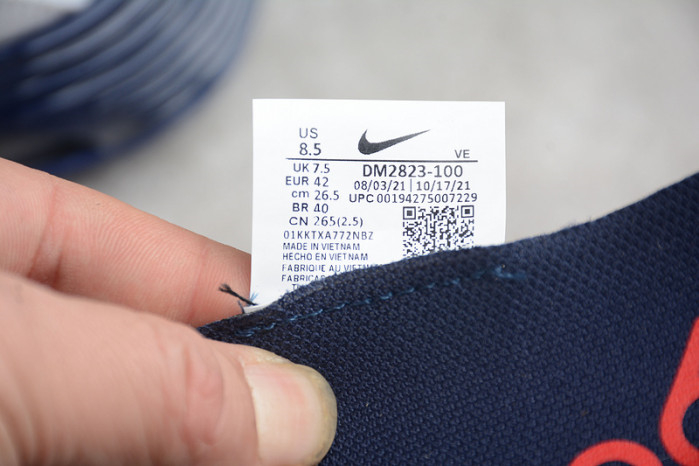 US
8.5
VE
UK 7.5
EUR 42
cm 26.5
BR 40
CN 265(2.5)
DM2823-100
08/03/21 | 10/17/21
UPC 00194275007229
01KKTXA772NBZ
MADE IN VIETNAM
HECHO EN VIETNAM
FABRIQUE AU VIETNAM